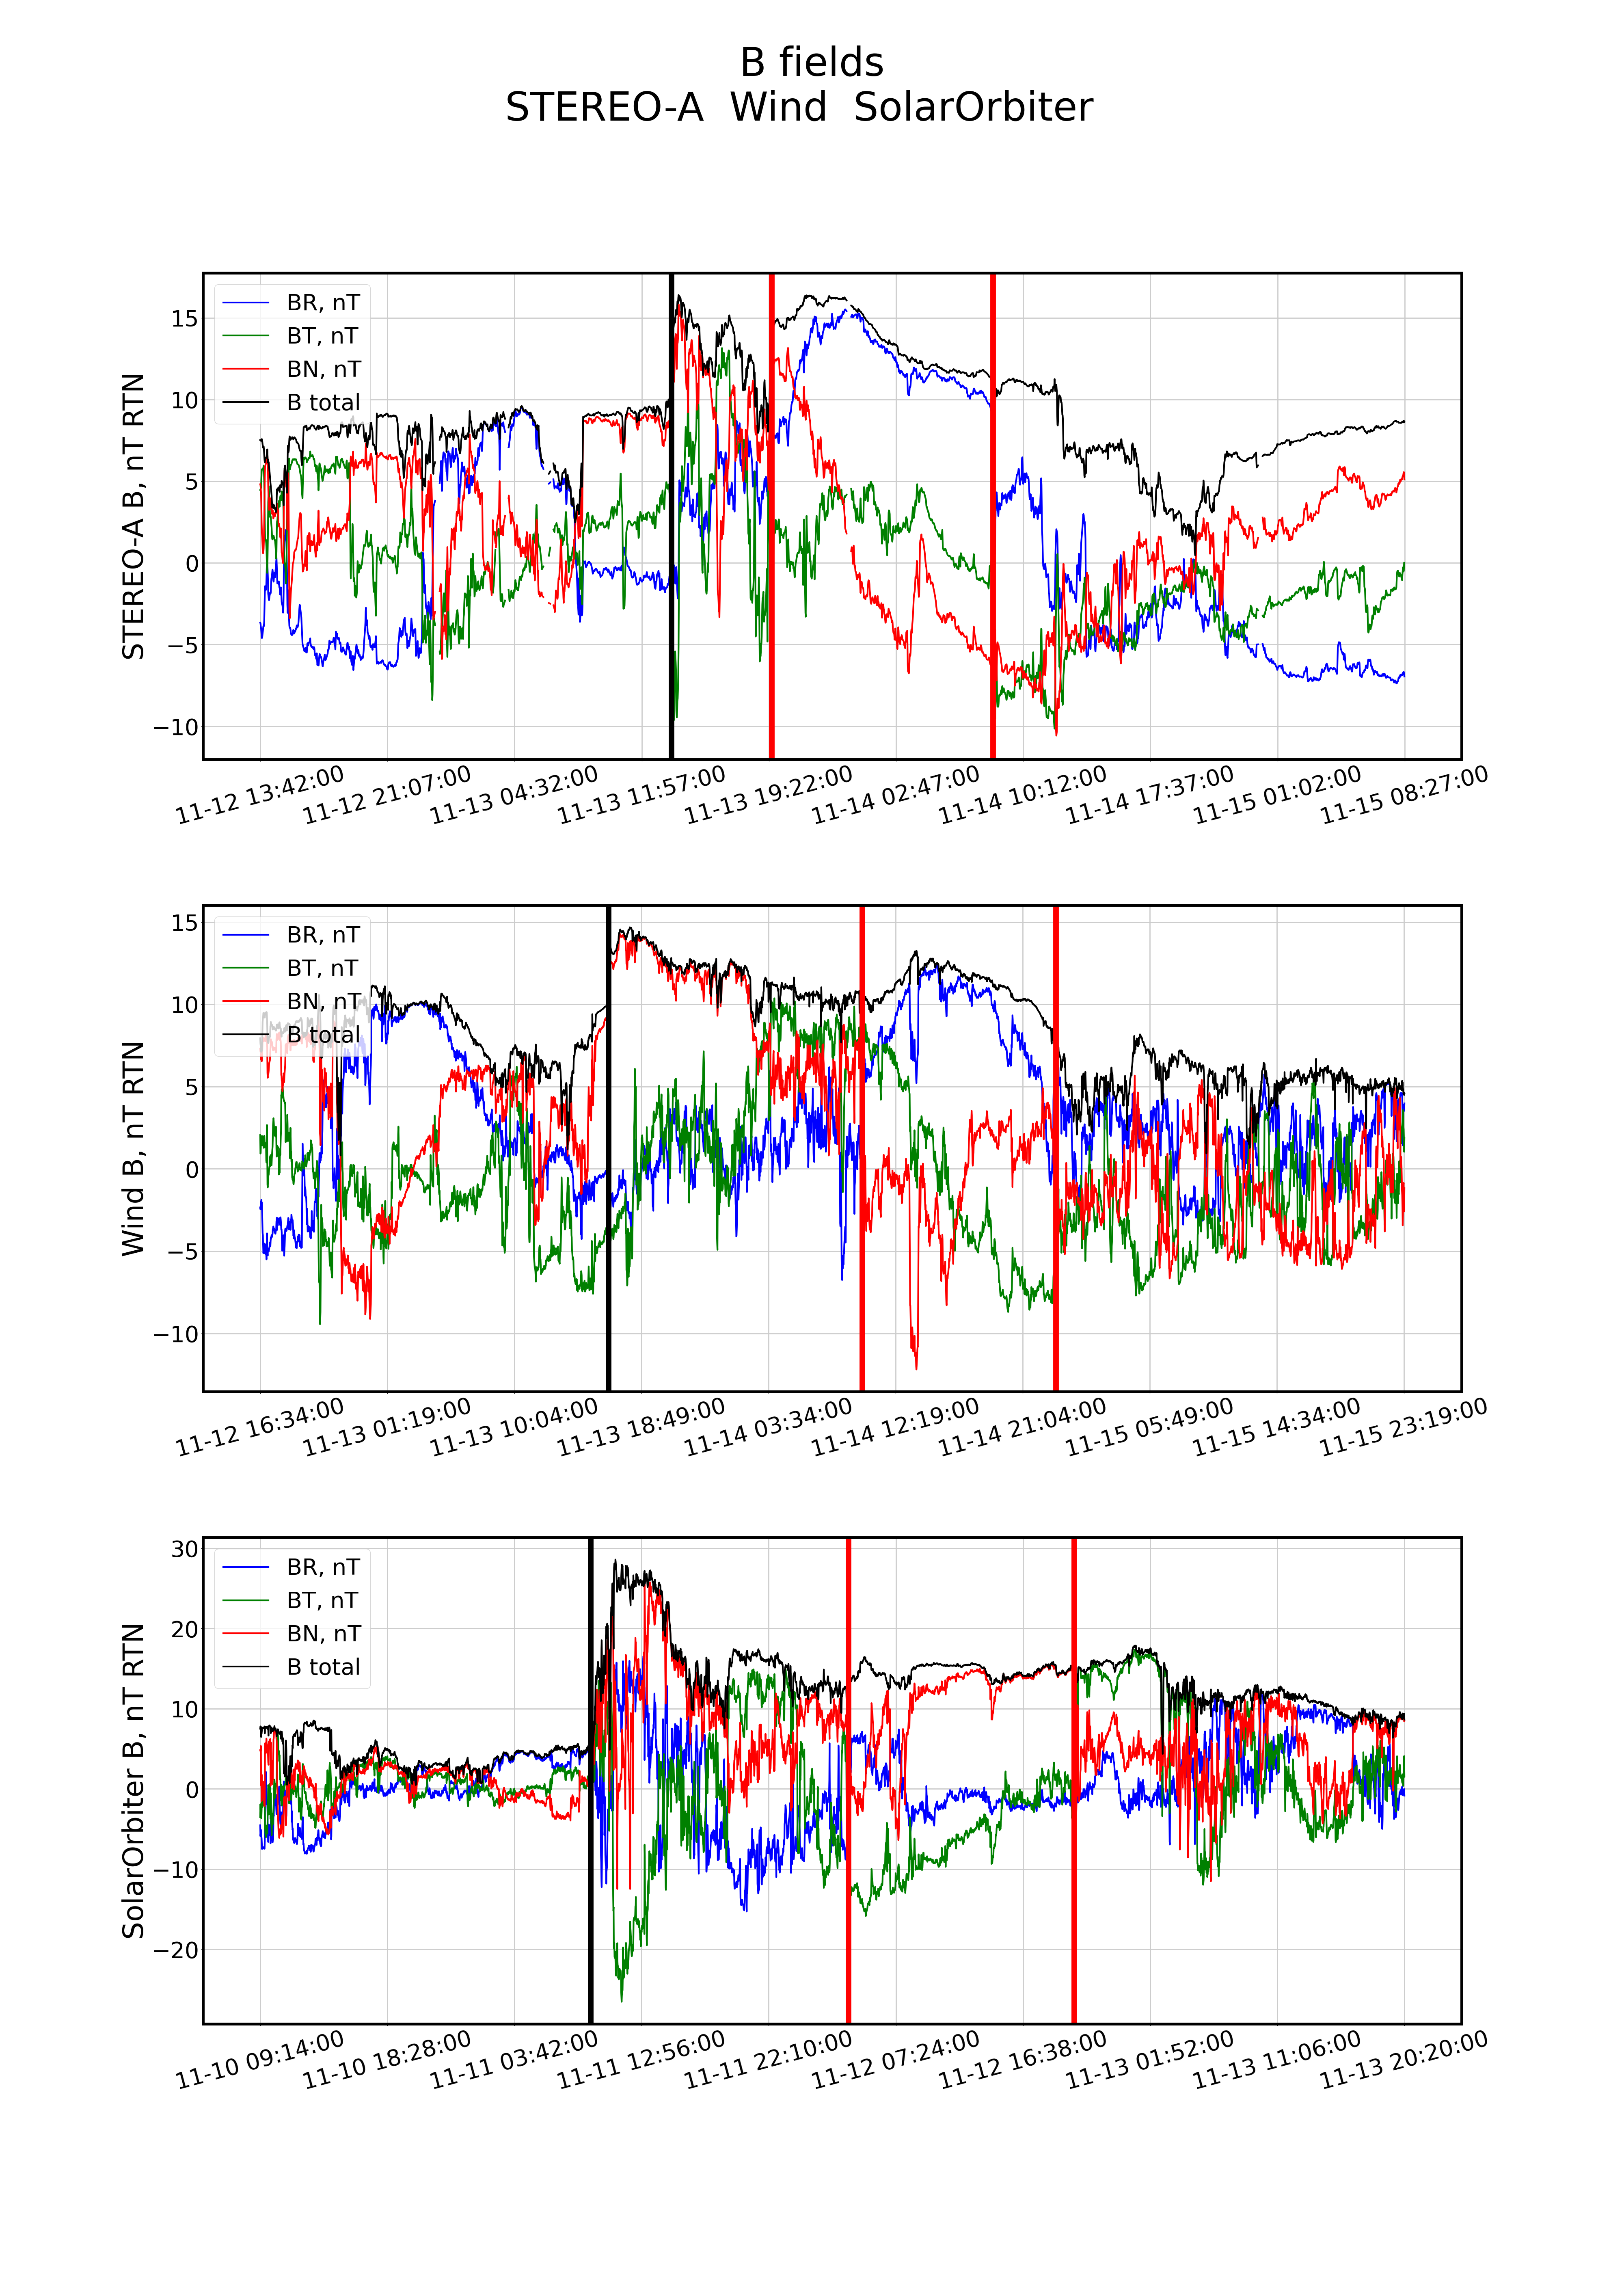 B fields
STEREO-A  Wind  SolarOrbiter
STEREO-A B, nT RTN
BR, nT
BT, nT
BN, nT
B total
15
10
5
0
−5
−10
11-12 13:42:00
11-12 21:07:00
11-13 04:32:00
11-13 11:57:00
11-13 19:22:00
11-14 02:47:00
11-14 10:12:00
11-14 17:37:00
11-15 01:02:00
11-15 08:27:00
Wind B, nT RTN
BR, nT
BT, nT
BN, nT
B total
15
10
5
0
−5
−10
11-12 16:34:00
11-13 01:19:00
11-13 10:04:00
11-13 18:49:00
11-14 03:34:00
11-14 12:19:00
11-14 21:04:00
11-15 05:49:00
11-15 14:34:00
11-15 23:19:00
SolarOrbiter B, nT RTN
BR, nT
BT, nT
BN, nT
B total
30
20
10
0
−10
−20
11-10 09:14:00
11-10 18:28:00
11-11 03:42:00
11-11 12:56:00
11-11 22:10:00
11-12 07:24:00
11-12 16:38:00
11-13 01:52:00
11-13 11:06:00
11-13 20:20:00